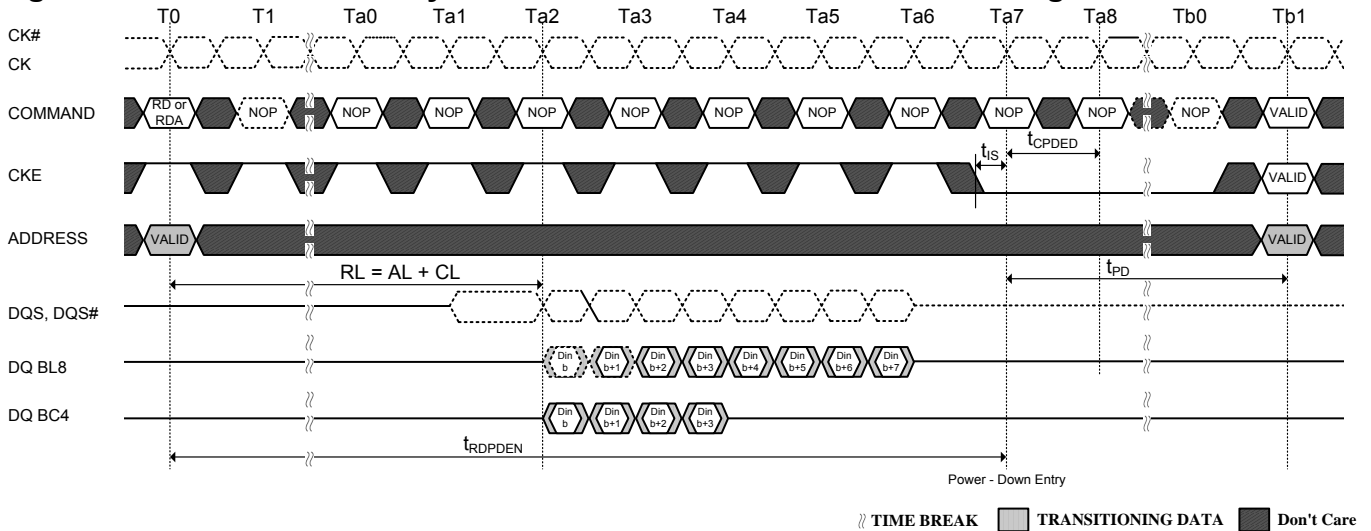 T0 T1 Ta0 Ta1 Ta2 Ta3 Ta4 Ta5 Ta6 Ta7 Ta8 Tb0 Tb1
CK#
CK
COMMAND
RD or
RDA
NOP NOP NOP NOP NOP NOP NOP NOP NOP NOP NOP VALID
tCPDED
tIS
CKE
VALID
ADDRESS
VALID VALID
RL = AL + CL
tPD
DQS, DQS#
DQ BL8
Din b Din b+1 Din b+2 Din b+3 Din b+4 Din b+5 Din b+6 Din b+7
DQ BC4
Din b Din b+1 Din b+2 Din b+3
tRDPDEN
Power - Down Entry
TIME BREAK TRANSITIONING DATA Don't Care